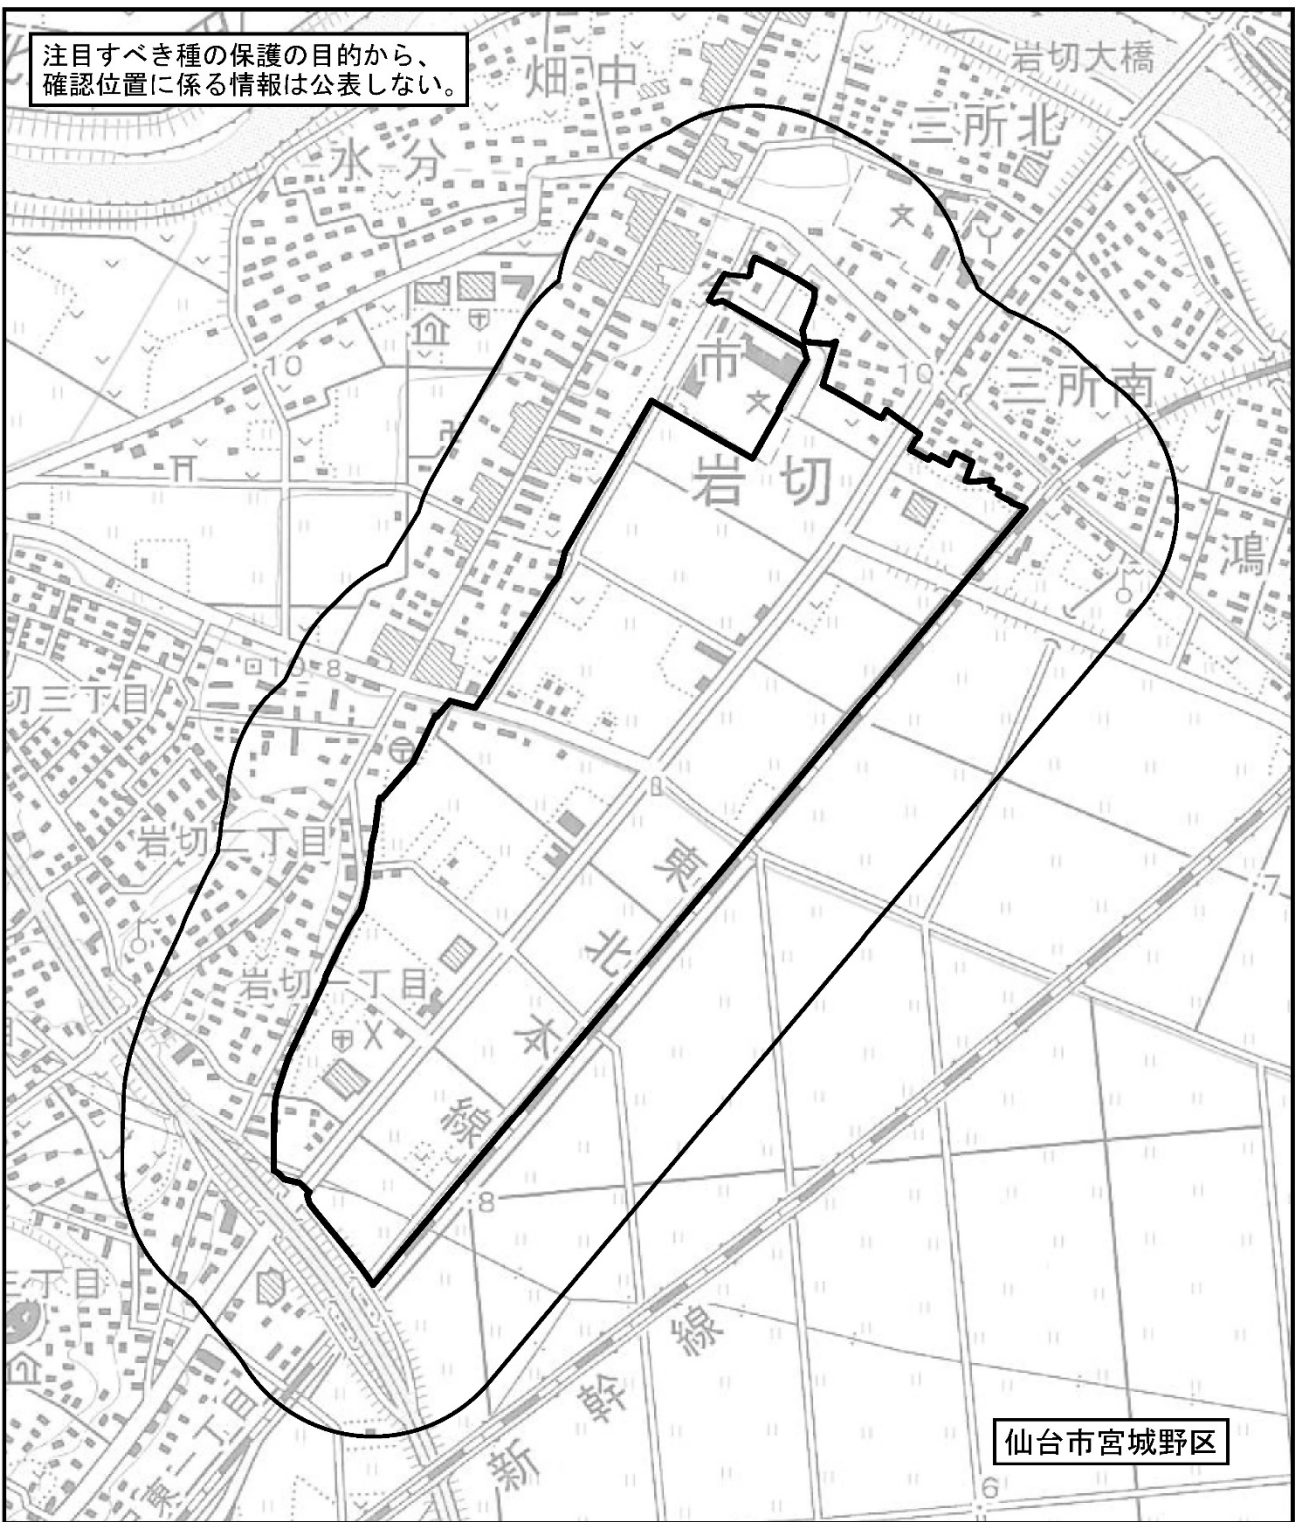 注目すべき種の保護の目的から、
確認位置に係る情報は公表しない。
岩切大橋
畑中
三所北
水分
10
市
10
三所南
岩切
鴻
10.8
切三丁目
岩切二丁目
7
東北本線
岩切一丁目
8
三丁目
新幹線
東二丁目
仙台市宮城野区
6